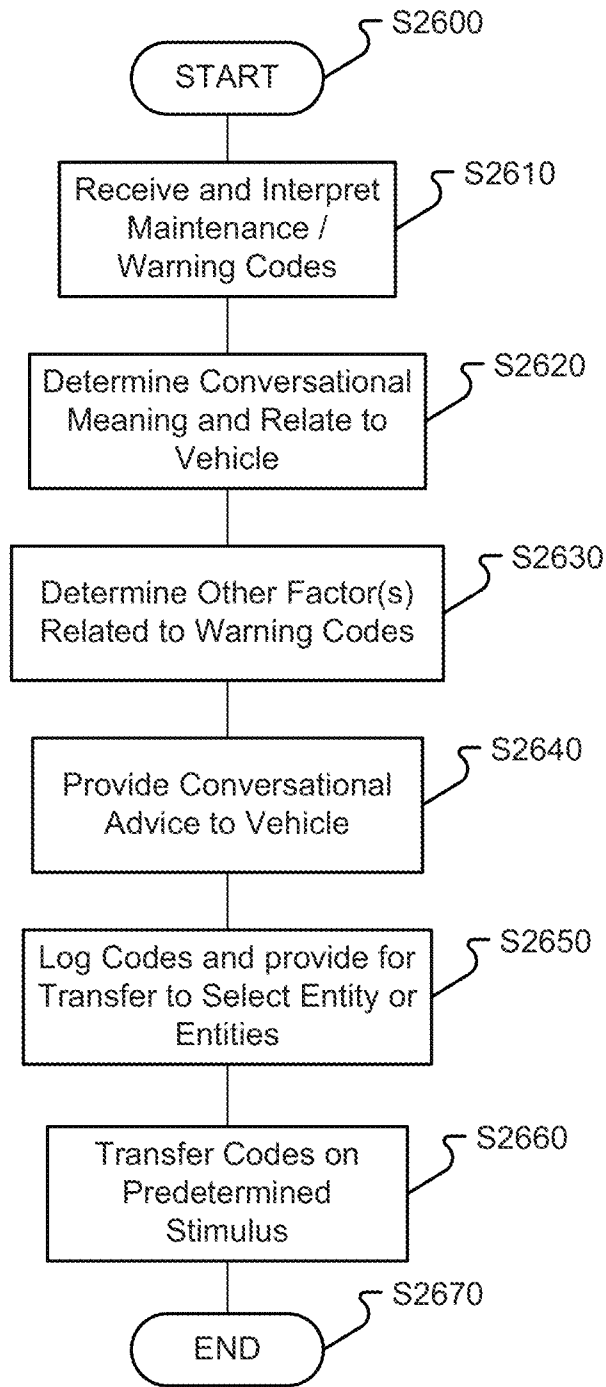 S2600
START
S2610
Receive and Interpret
Maintenance /
Warning Codes
S2620
Determine Conversational
Meaning and Relate to
Vehicle
S2630
Determine Other Factor(s)
Related to Warning Codes
S2640
Provide Conversational
Advice to Vehicle
S2650
Log Codes and provide for
Transfer to Select Entity or
Entities
S2660
Transfer Codes on
Predetermined
Stimulus
S2670
END